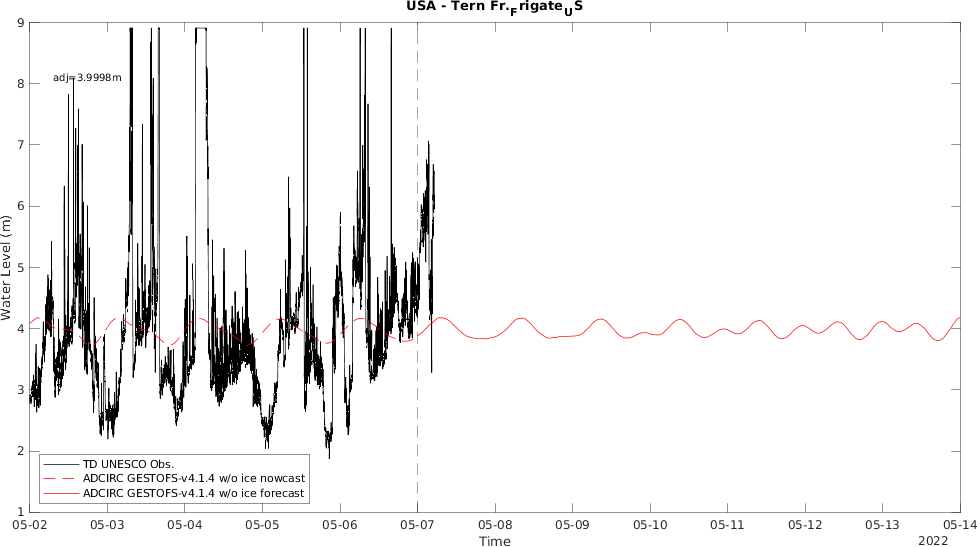 USA - Tern Fr.FrigateUS
9
8
7
6
5
4
3
2
1
Water Level (m)
adj=3.9998m
TD UNESCO Obs.
ADCIRC GESTOFS-v4.1.4 w/o ice nowcast
ADCIRC GESTOFS-v4.1.4 w/o ice forecast
05-02 05-03 05-04 05-05 05-06 05-07 05-08 05-09 05-10 05-11 05-12 05-13 05-14
Time
2022